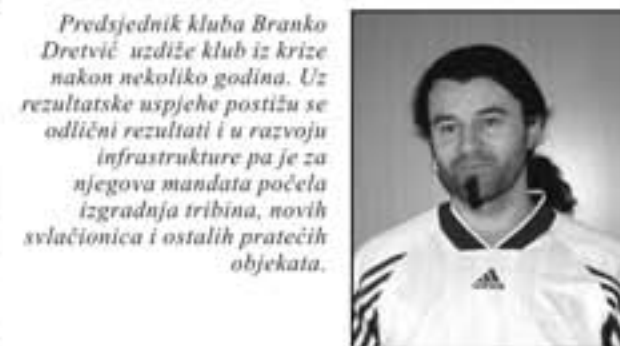 Predsjednik kluba Branko
Dretvić uzdiže klub iz krize
nakon nekoliko godina. Uz
rezultatske uspjehe postižu se
odlični rezultati i u razvoju
infrastrukture pa je za
njegova mandata počela
izgradnja tribina, novih
svlačionica i ostalih pratećih
objekata.